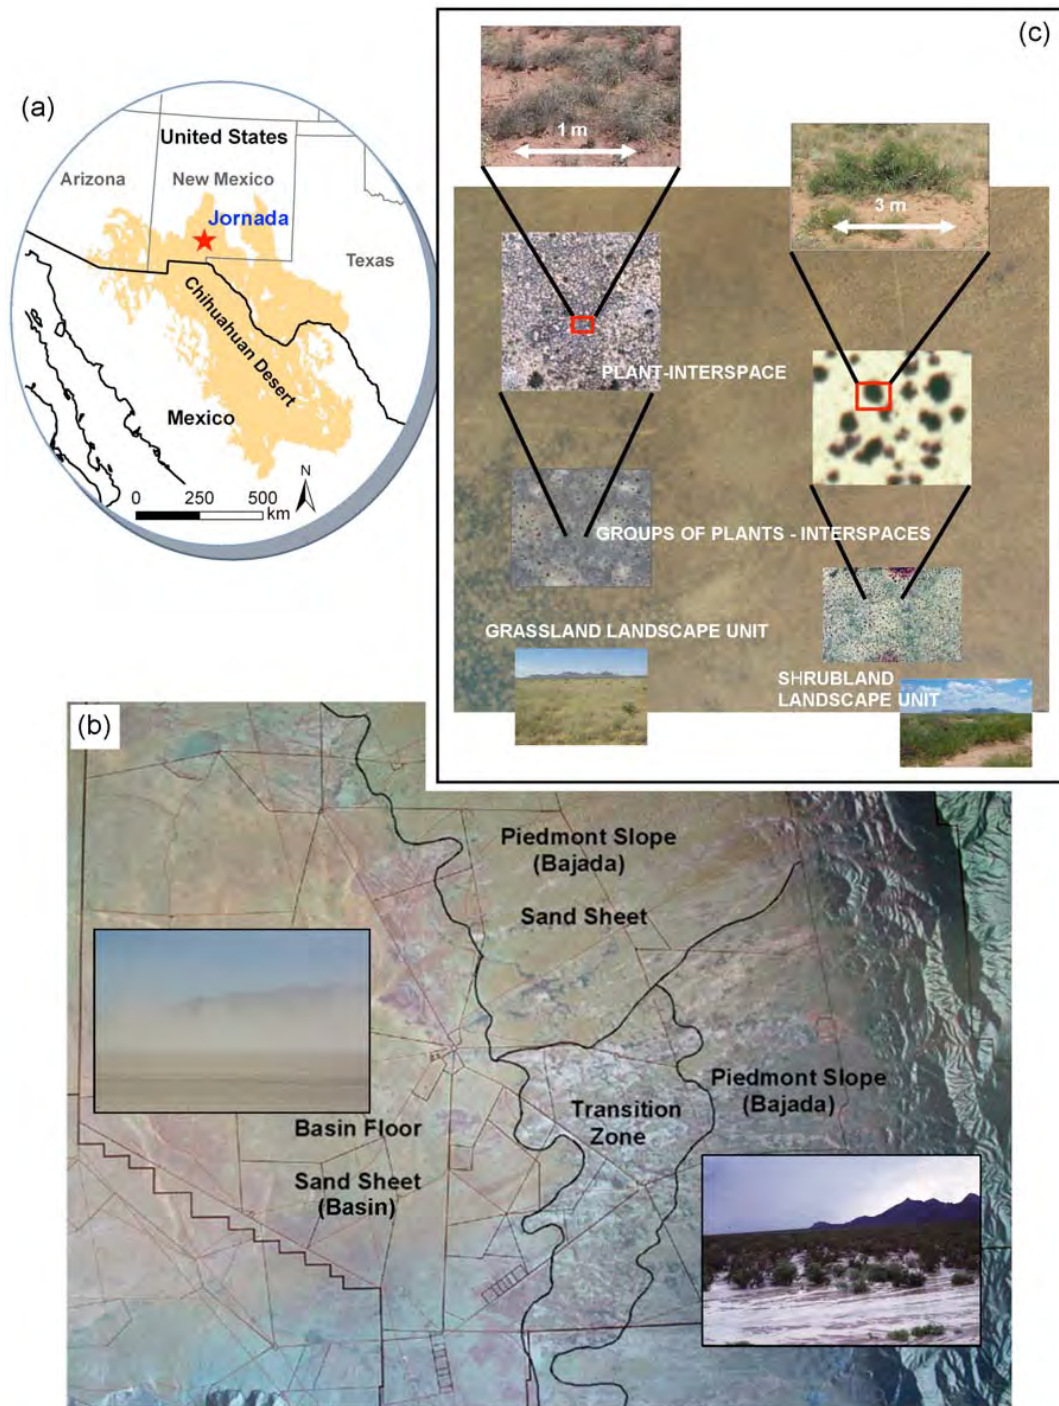 (a)
United States
Arizona
New Mexico
Jornada
Texas
Chihuahuan Desert
Mexico
N
0 250 500
km
(c)
1 m
3 m
PLANT-INTERSPACE
GROUPS OF PLANTS - INTERSPACES
GRASSLAND LANDSCAPE UNIT
SHRUBLAND
LANDSCAPE UNIT
(b)
Piedmont Slope
(Bajada)
Sand Sheet
Piedmont Slope
(Bajada)
Transition
Zone
Basin Floor
Sand Sheet
(Basin)